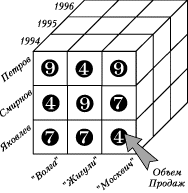 1996
1995
1994
Петров
9 4 9
Смирнов
4 9 7
Яковлев
7 7 4
"Волга"
"Жигули"
"Москвич"
Объем
Продаж